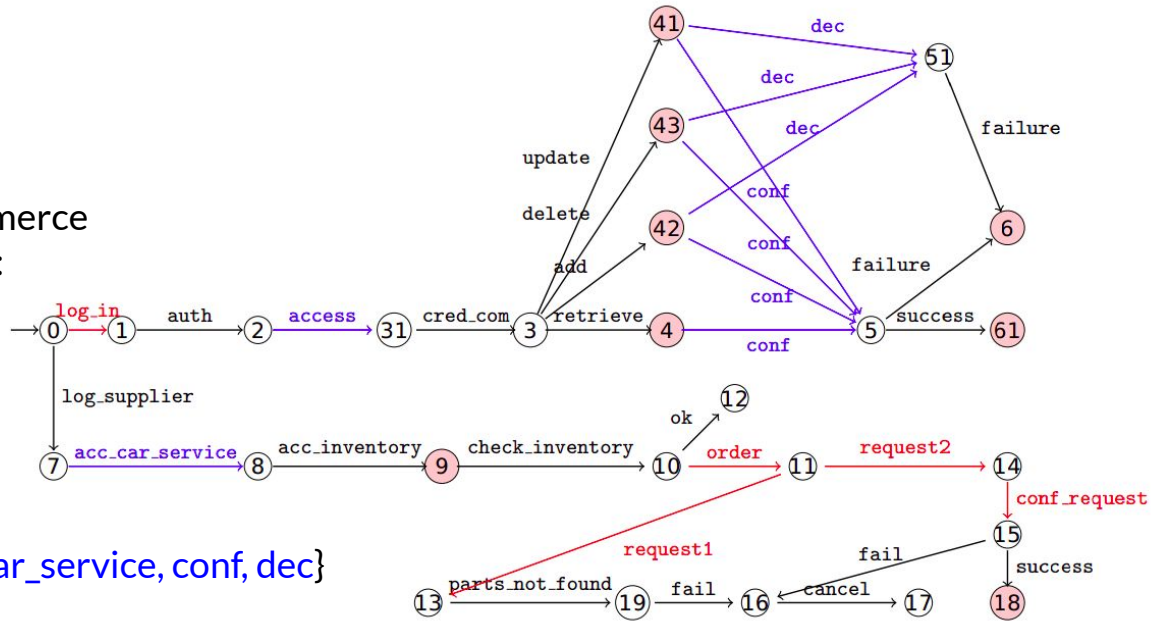 41
dec
51
dec
43
dec
failure
update
conf
delete
42
6
conf
merce
add
failure
:
conf
log_in
auth
access
cred_com
retrieve
success
0
1
2
31
3
4
5
61
conf
log_supplier
12
ok
acc_car_service
acc_inventory
check_inventory
order
request2
7
8
9
10
11
14
conf_request
15
request1
fail
ar_service, conf, dec}
success
parts_not_found
fail
cancel
13
19
16
17
18